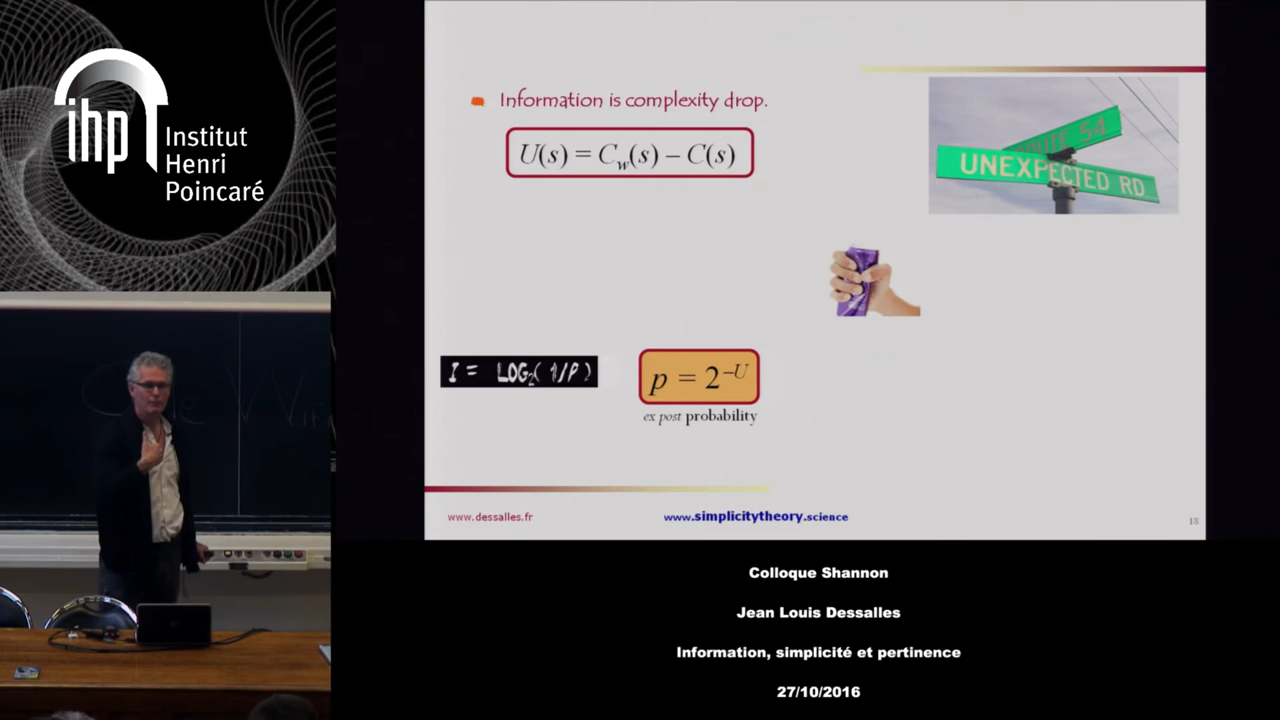 ihp
Institut
Henri
Poincaré
Information is complexity drop.
U(s) = Cw(s) – C(s)
ROUTE 54
UNEXPECTED RD
I = LOG2( 1/P )
p = 2^–U
ex post probability
www.dessalles.fr
www.simplicitytheory.science
18
Colloque Shannon
Jean Louis Dessalles
Information, simplicité et pertinence
27/10/2016